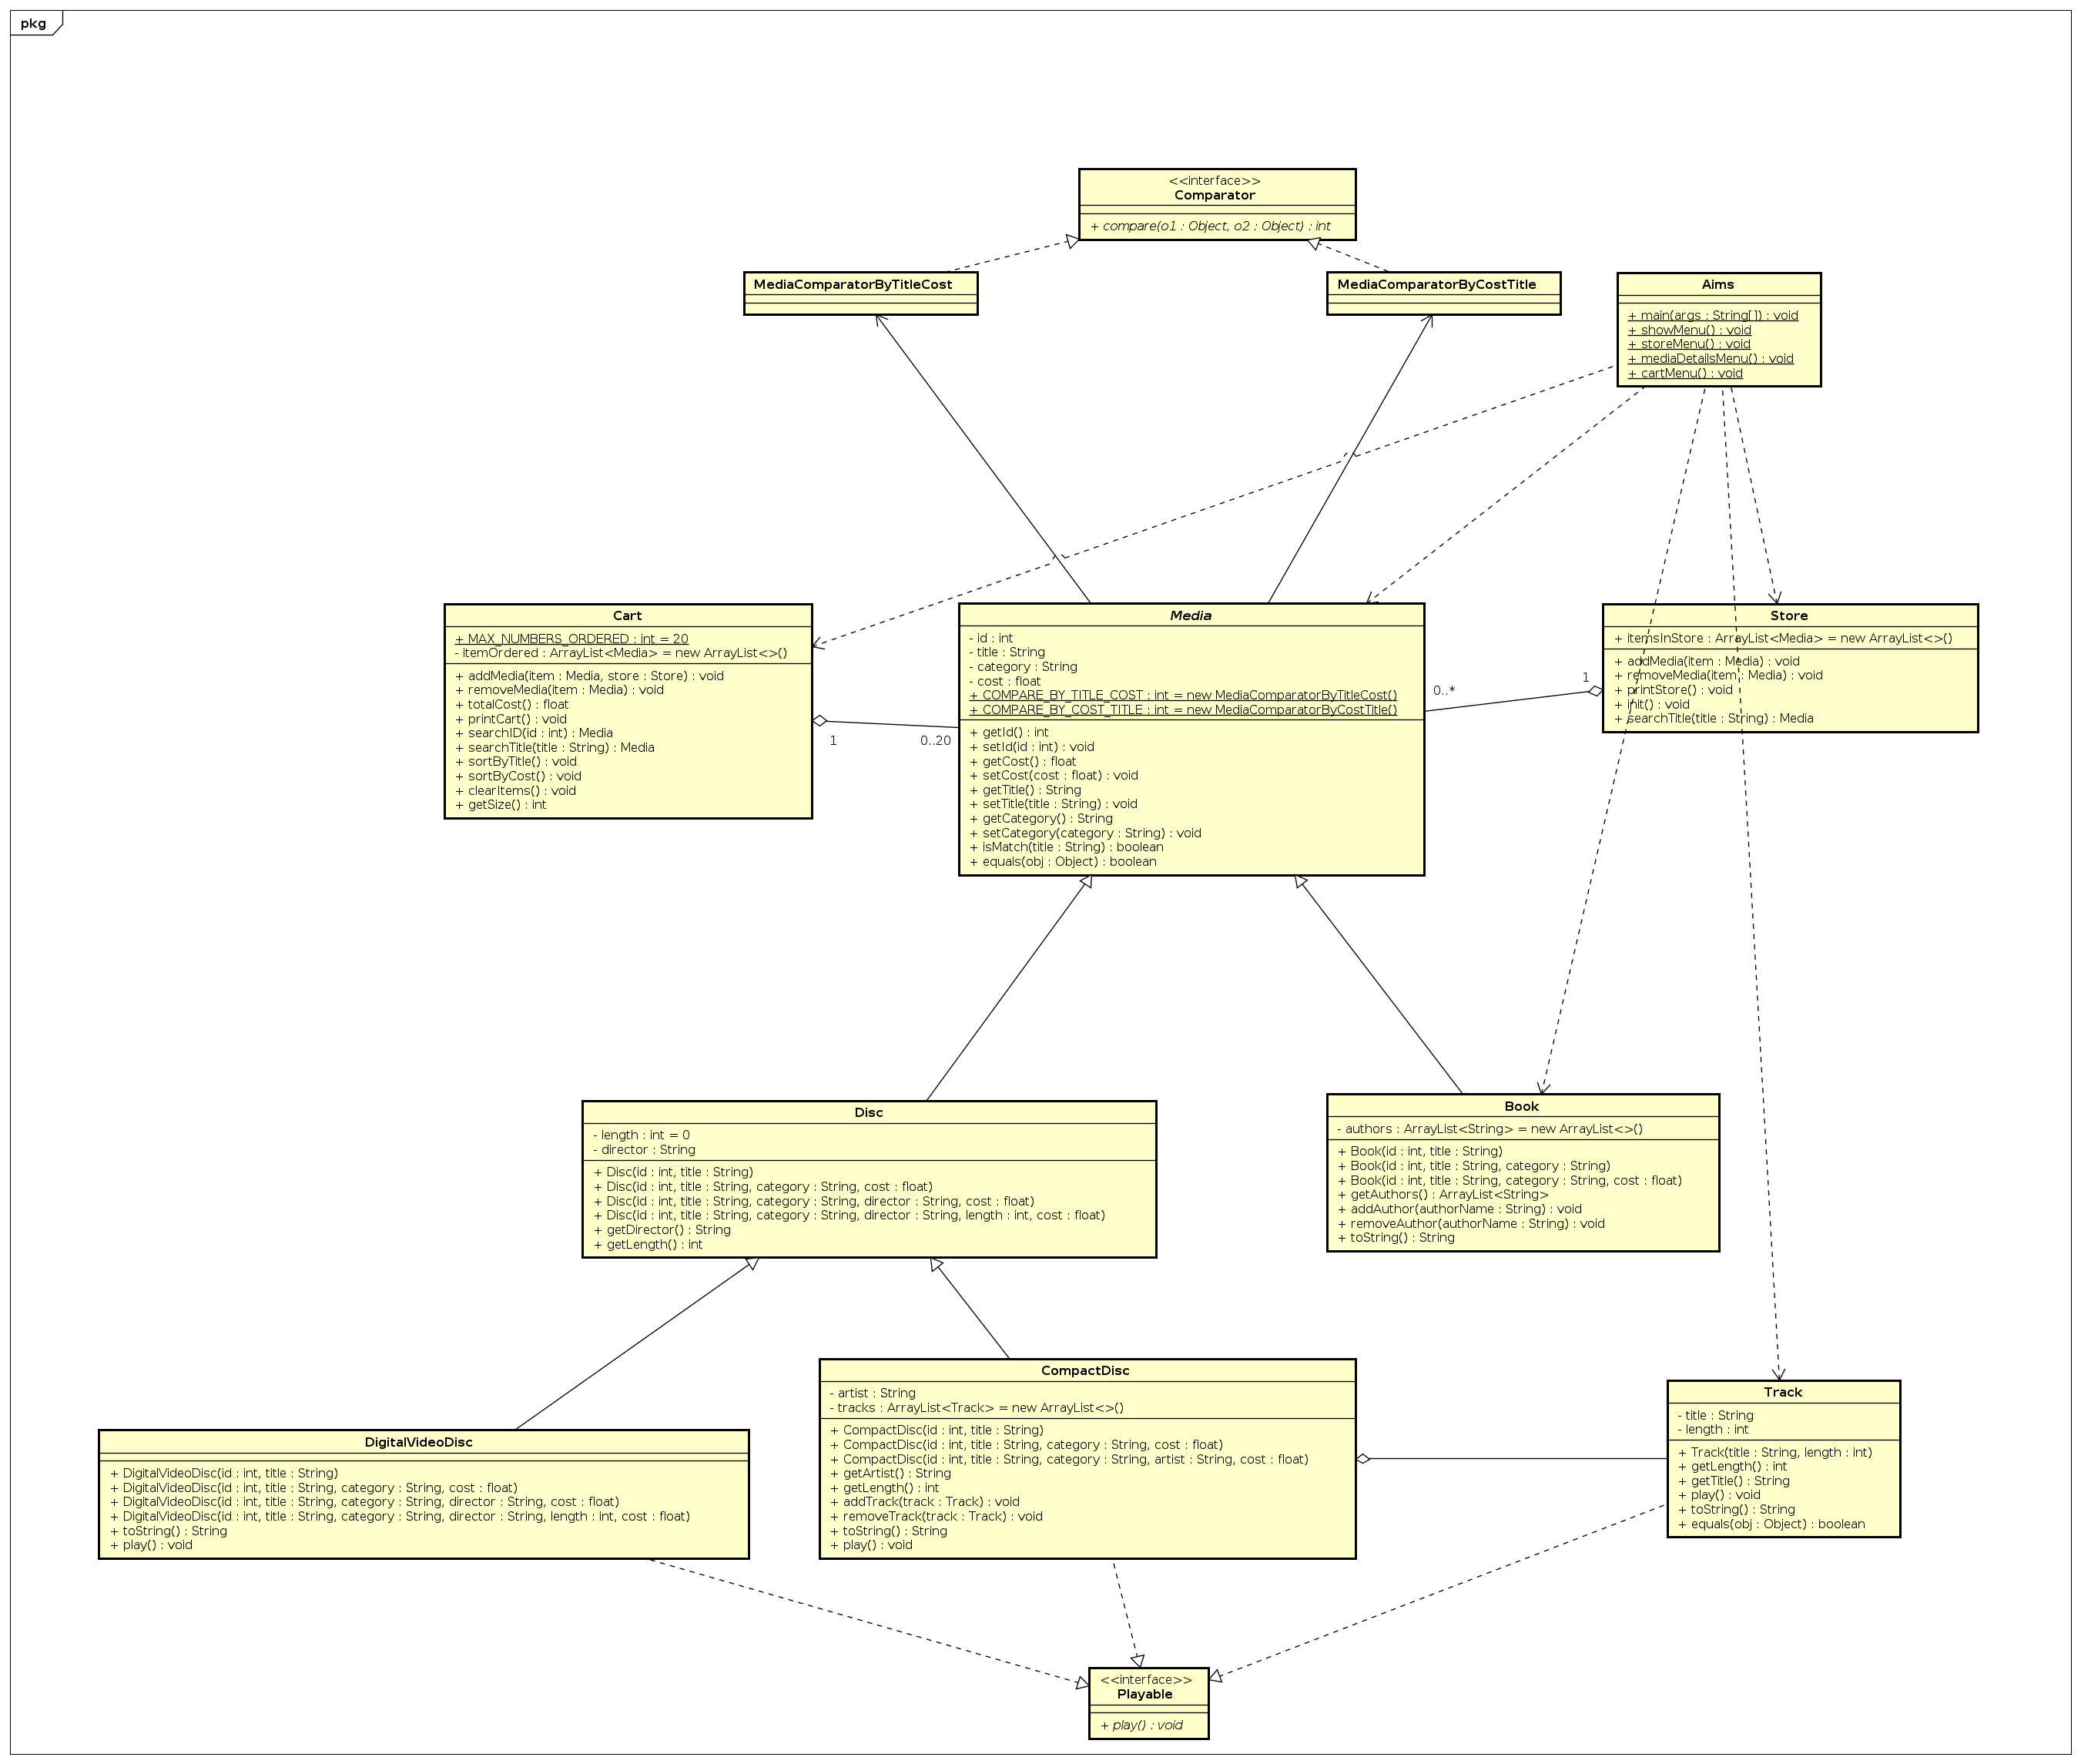 pkg
<<interface>>
Comparator
+ compare(o1 : Object, o2 : Object) : int
MediaComparatorByTitleCost
MediaComparatorByCostTitle
Aims
+ main(args : String[]) : void
+ showMenu() : void
+ storeMenu() : void
+ mediaDetailsMenu() : void
+ cartMenu() : void
Cart
+ MAX_NUMBERS_ORDERED : int = 20
- itemOrdered : ArrayList<Media> = new ArrayList<>()
+ addMedia(item : Media, store : Store) : void
+ removeMedia(item : Media) : void
+ totalCost() : float
+ printCart() : void
+ searchID(id : int) : Media
+ searchTitle(title : String) : Media
+ sortByTitle() : void
+ sortByCost() : void
+ clearItems() : void
+ getSize() : int
1
0..20
Media
- id : int
- title : String
- category : String
- cost : float
+ COMPARE_BY_TITLE_COST : int = new MediaComparatorByTitleCost()
+ COMPARE_BY_COST_TITLE : int = new MediaComparatorByCostTitle()
+ getId() : int
+ setId(id : int) : void
+ getCost() : float
+ setCost(cost : float) : void
+ getTitle() : String
+ setTitle(title : String) : void
+ getCategory() : String
+ setCategory(category : String) : void
+ isMatch(title : String) : boolean
+ equals(obj : Object) : boolean
0..*
1
Store
+ itemsInStore : ArrayList<Media> = new ArrayList<>()
+ addMedia(item : Media) : void
+ removeMedia(item : Media) : void
+ printStore() : void
+ init() : void
+ searchTitle(title : String) : Media
Disc
- length : int = 0
- director : String
+ Disc(id : int, title : String)
+ Disc(id : int, title : String, category : String, cost : float)
+ Disc(id : int, title : String, category : String, director : String, cost : float)
+ Disc(id : int, title : String, category : String, director : String, length : int, cost : float)
+ getDirector() : String
+ getLength() : int
Book
- authors : ArrayList<String> = new ArrayList<>()
+ Book(id : int, title : String)
+ Book(id : int, title : String, category : String)
+ Book(id : int, title : String, category : String, cost : float)
+ getAuthors() : ArrayList<String>
+ addAuthor(authorName : String) : void
+ removeAuthor(authorName : String) : void
+ toString() : String
DigitalVideoDisc
+ DigitalVideoDisc(id : int, title : String)
+ DigitalVideoDisc(id : int, title : String, category : String, cost : float)
+ DigitalVideoDisc(id : int, title : String, category : String, director : String, cost : float)
+ DigitalVideoDisc(id : int, title : String, category : String, director : String, length : int, cost : float)
+ toString() : String
+ play() : void
CompactDisc
- artist : String
- tracks : ArrayList<Track> = new ArrayList<>()
+ CompactDisc(id : int, title : String)
+ CompactDisc(id : int, title : String, category : String, cost : float)
+ CompactDisc(id : int, title : String, category : String, artist : String, cost : float)
+ getArtist() : String
+ getLength() : int
+ addTrack(track : Track) : void
+ removeTrack(track : Track) : void
+ toString() : String
+ play() : void
Track
- title : String
- length : int
+ Track(title : String, length : int)
+ getLength() : int
+ getTitle() : String
+ play() : void
+ toString() : String
+ equals(obj : Object) : boolean
<<interface>>
Playable
+ play() : void